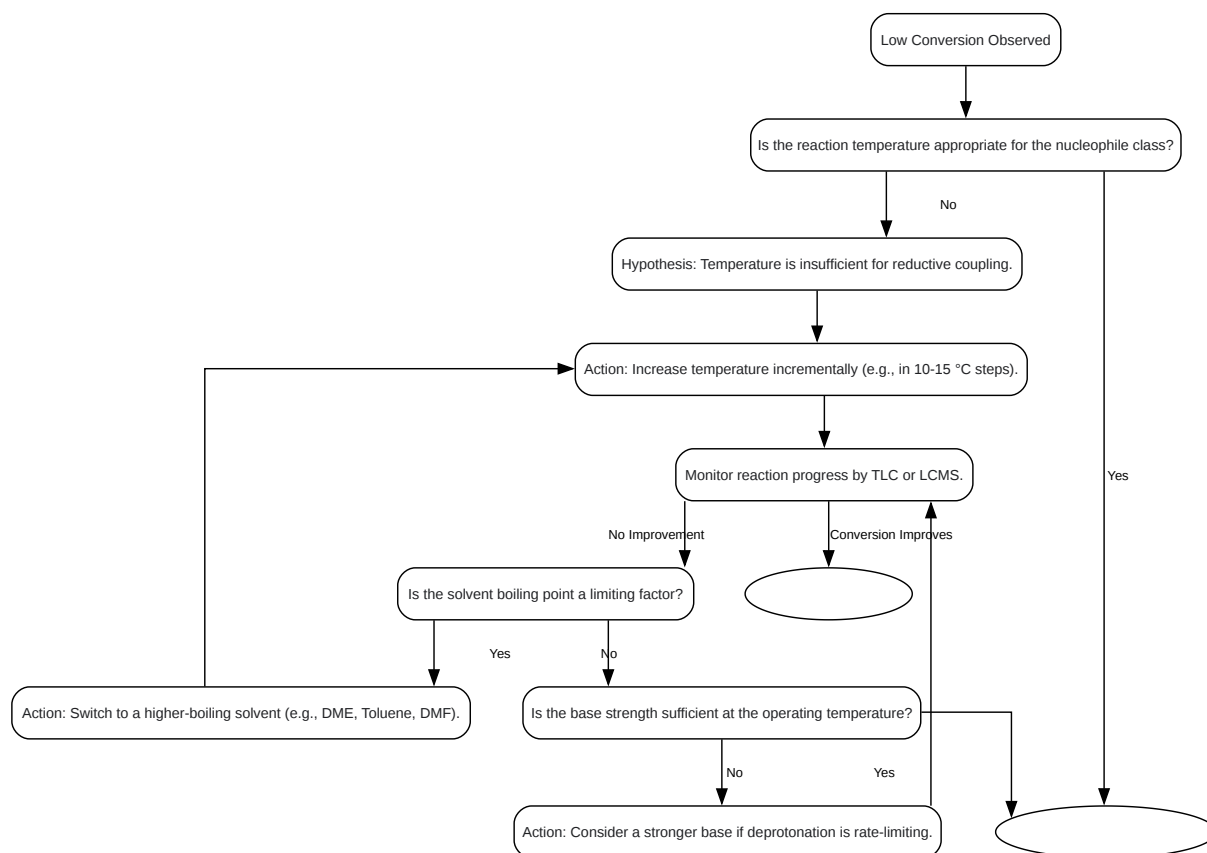 Low Conversion Observed
Is the reaction temperature appropriate for the nucleophile class?
No
Hypothesis: Temperature is insufficient for reductive coupling.
Action: Increase temperature incrementally (e.g., in 10-15 °C steps).
Monitor reaction progress by TLC or LCMS.
Yes
No Improvement
Conversion Improves
Is the solvent boiling point a limiting factor?
Yes
No
Action: Switch to a higher-boiling solvent (e.g., DME, Toluene, DMF).
Is the base strength sufficient at the operating temperature?
No
Yes
Action: Consider a stronger base if deprotonation is rate-limiting.